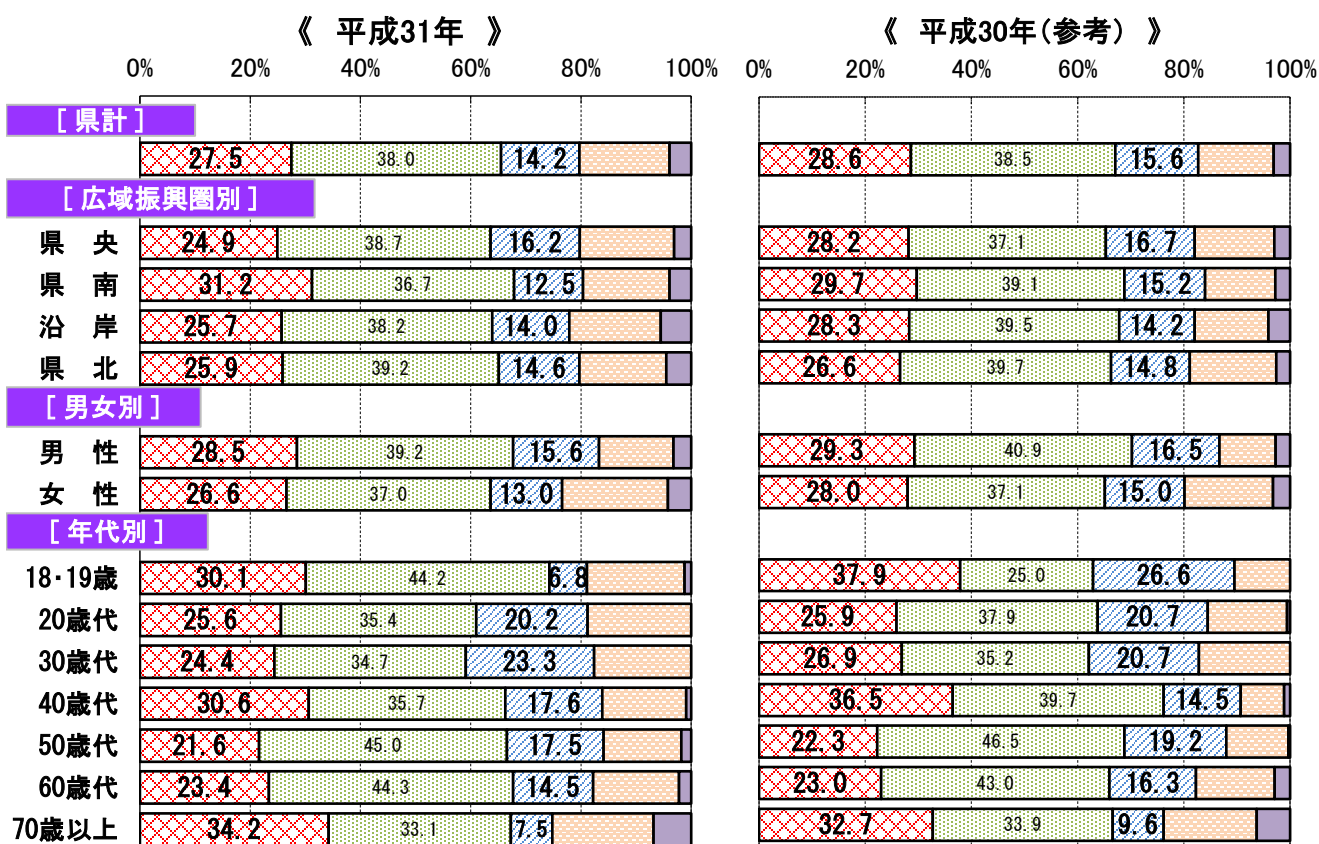 《 平成31年 》 《 平成30年（参考） 》
0% 20% 40% 60% 80% 100% 0% 20% 40% 60% 80% 100%
[ 県計 ]
27.5 38.0 14.2 28.6 38.5 15.6
[ 広域振興圏別 ]
県 央 24.9 38.7 16.2 28.2 37.1 16.7
県 南 31.2 36.7 12.5 29.7 39.1 15.2
沿 岸 25.7 38.2 14.0 28.3 39.5 14.2
県 北 25.9 39.2 14.6 26.6 39.7 14.8
[ 男女別 ]
男 性 28.5 39.2 15.6 29.3 40.9 16.5
女 性 26.6 37.0 13.0 28.0 37.1 15.0
[ 年代別 ]
18・19歳 30.1 44.2 6.8 37.9 25.0 26.6
20歳代 25.6 35.4 20.2 25.9 37.9 20.7
30歳代 24.4 34.7 23.3 26.9 35.2 20.7
40歳代 30.6 35.7 17.6 36.5 39.7 14.5
50歳代 21.6 45.0 17.5 22.3 46.5 19.2
60歳代 23.4 44.3 14.5 23.0 43.0 16.3
70歳以上 34.2 33.1 7.5 32.7 33.9 9.6